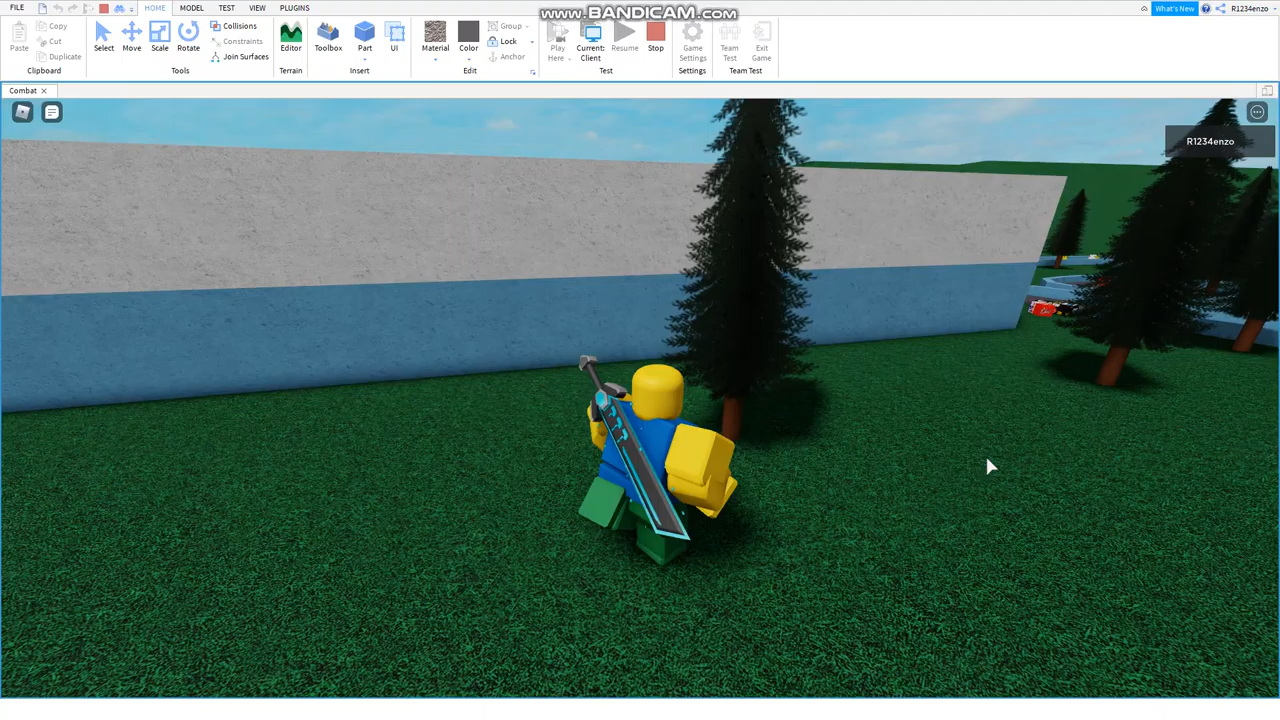 www.BANDICAM.com
FILE HOME MODEL TEST VIEW PLUGINS What's New R1234enzo
Paste Copy Cut Duplicate Clipboard
Select Move Scale Rotate Collisions Constraints Join Surfaces Tools
Editor Terrain
Toolbox Part UI Insert
Material Color Group Lock Anchor Edit
Play Here Current: Client Resume Stop Test
Game Settings Settings
Team Test Exit Game Team Test
Combat
R1234enzo